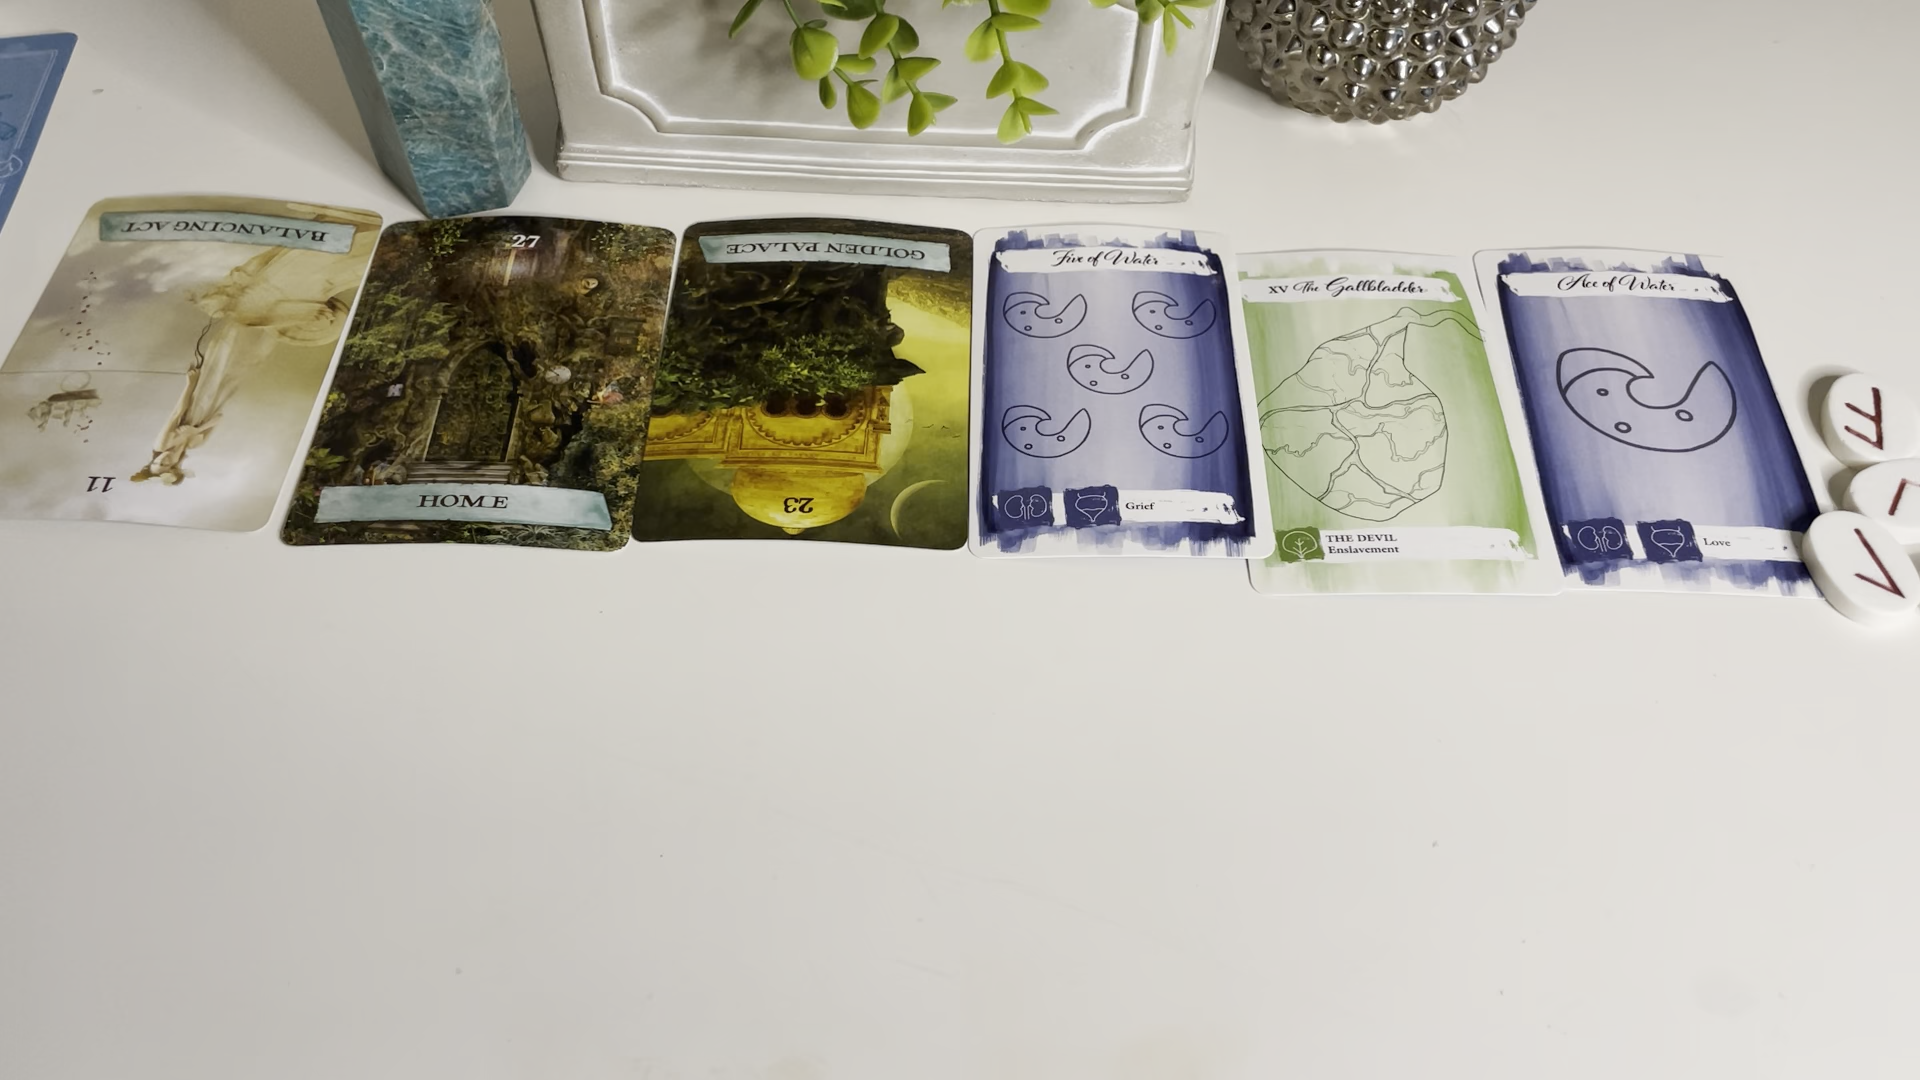 BALANCING ACT
11
27
HOME
GOLDEN PALACE
23
Five of Water
Grief
XV The Gallbladder
THE DEVIL
Enslavement
Ace of Water
Love